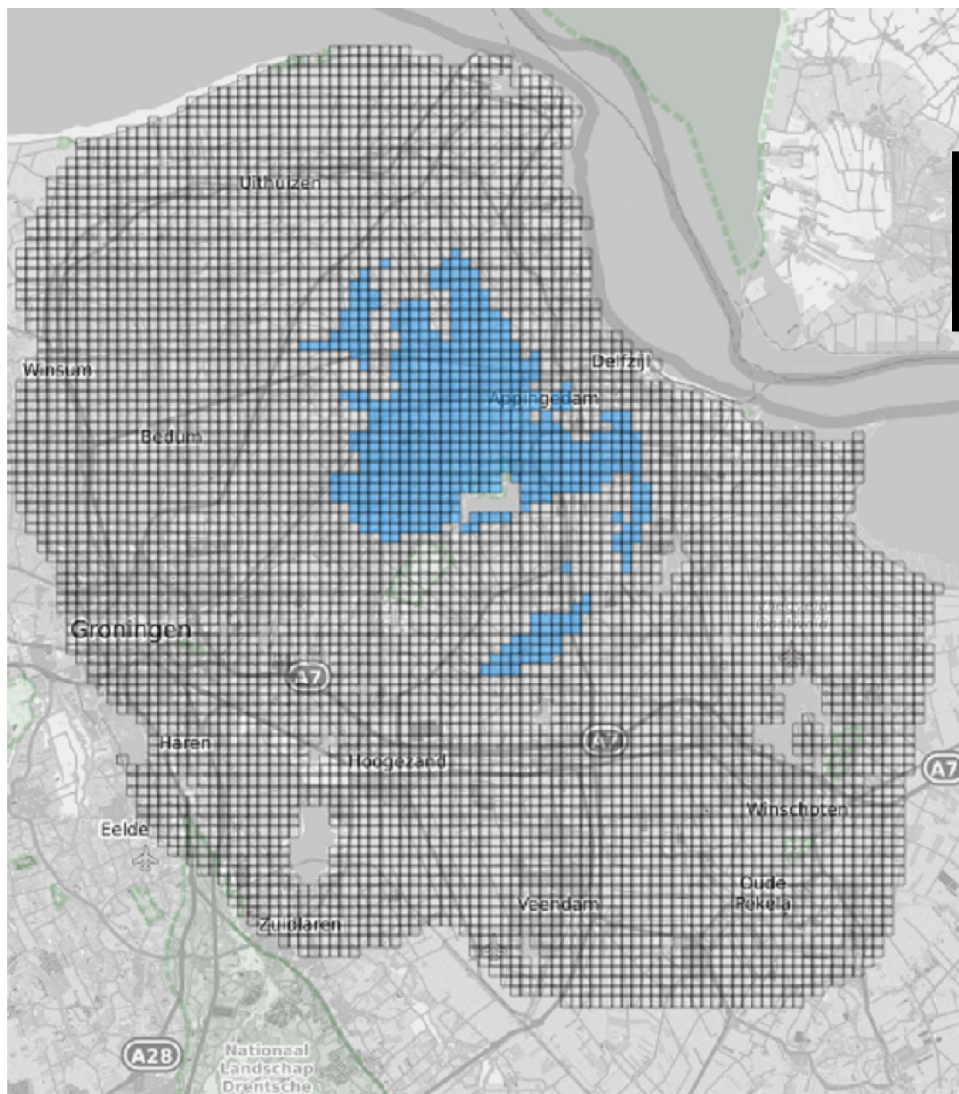 Uithuizen
Winsum
Delfzijl
Appingedam
Bedum
Groningen
A7
Haren
A7
Hoogezand
A7
Winschoten
Eelde
Oude
Pekela
Veendam
Zuidlaren
A28
Nationaal
Landschap
Drentsche